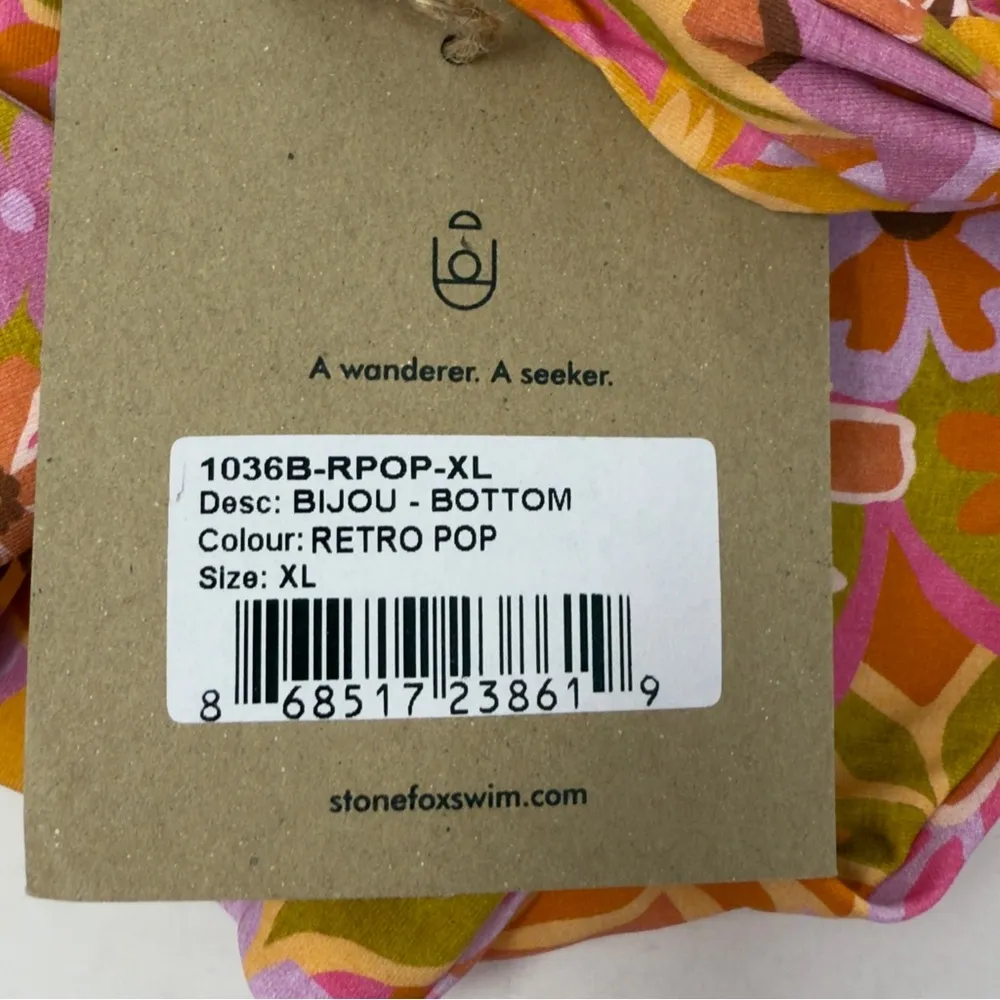 A wanderer. A seeker.
1036B-RPOP-XL
Desc: BIJOU - BOTTOM
Colour: RETRO POP
Size: XL
8 68517 23861 9
stonefoxswim.com